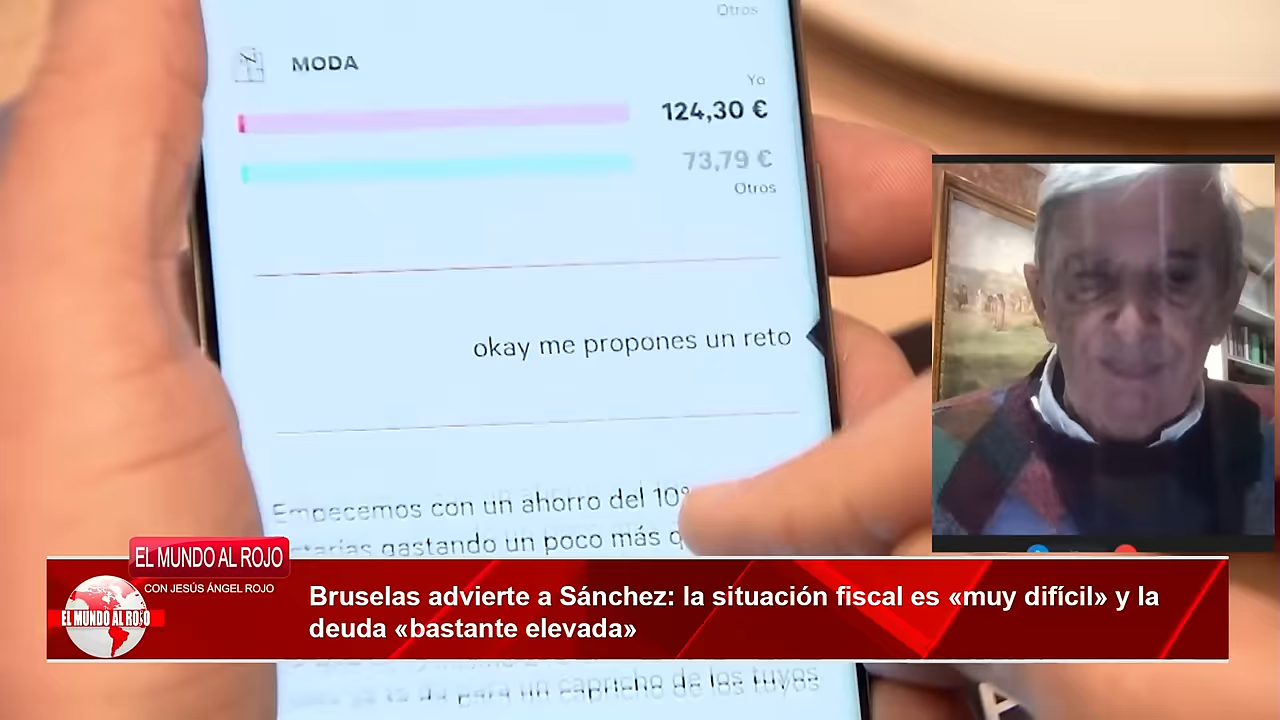 Otros
MODA
Yo
124,30 €
73,79 €
Otros
okay me propones un reto
Empecemos con un ahorro del 10%
gastando un poco más
para un capricho de los tuyos
EL MUNDO AL ROJO
CON JESÚS ÁNGEL ROJO
EL MUNDO AL ROJO
Bruselas advierte a Sánchez: la situación fiscal es «muy difícil» y la
deuda «bastante elevada»